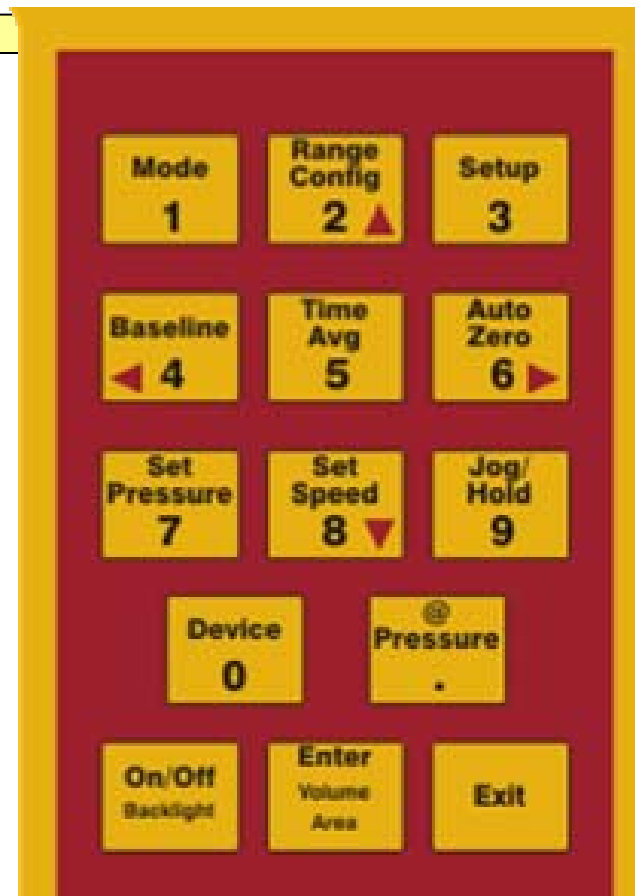 Mode
1
Range
Config
2
Setup
3
Baseline
4
Time
Avg
5
Auto
Zero
6
Set
Pressure
7
Set
Speed
8
Jog/
Hold
9
Device
0
@
Pressure
.
On/Off
Backlight
Enter
Volume
Area
Exit